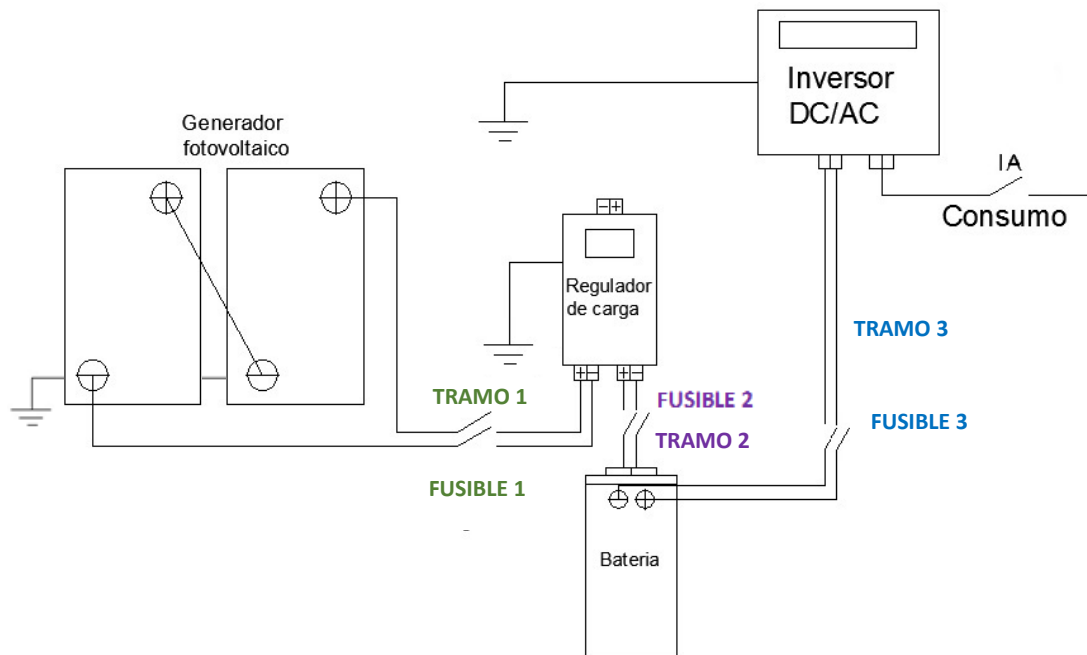 Inversor
DC/AC
Generador
fotovoltaico
IA
Consumo
- +
Regulador
de carga
TRAMO 3
+ - + -
TRAMO 1
FUSIBLE 2
FUSIBLE 3
TRAMO 2
FUSIBLE 1
Bateria